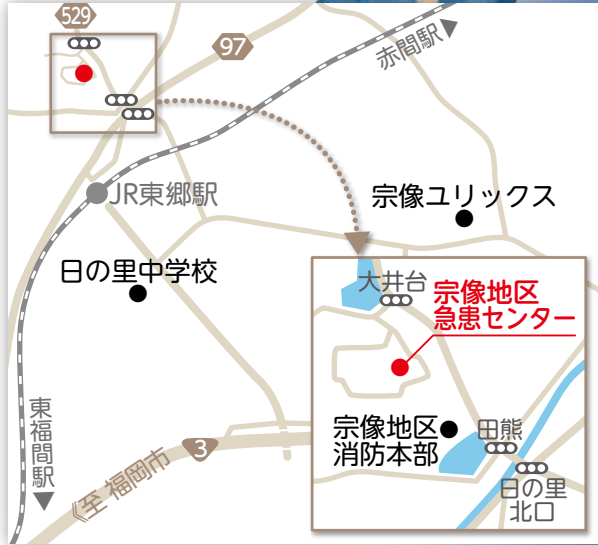 529
97
赤間駅
JR東郷駅
宗像ユリックス
日の里中学校
大井台
宗像地区
急患センター
宗像地区
消防本部
田熊
日の里
北口
東福間駅
3
至 福岡市